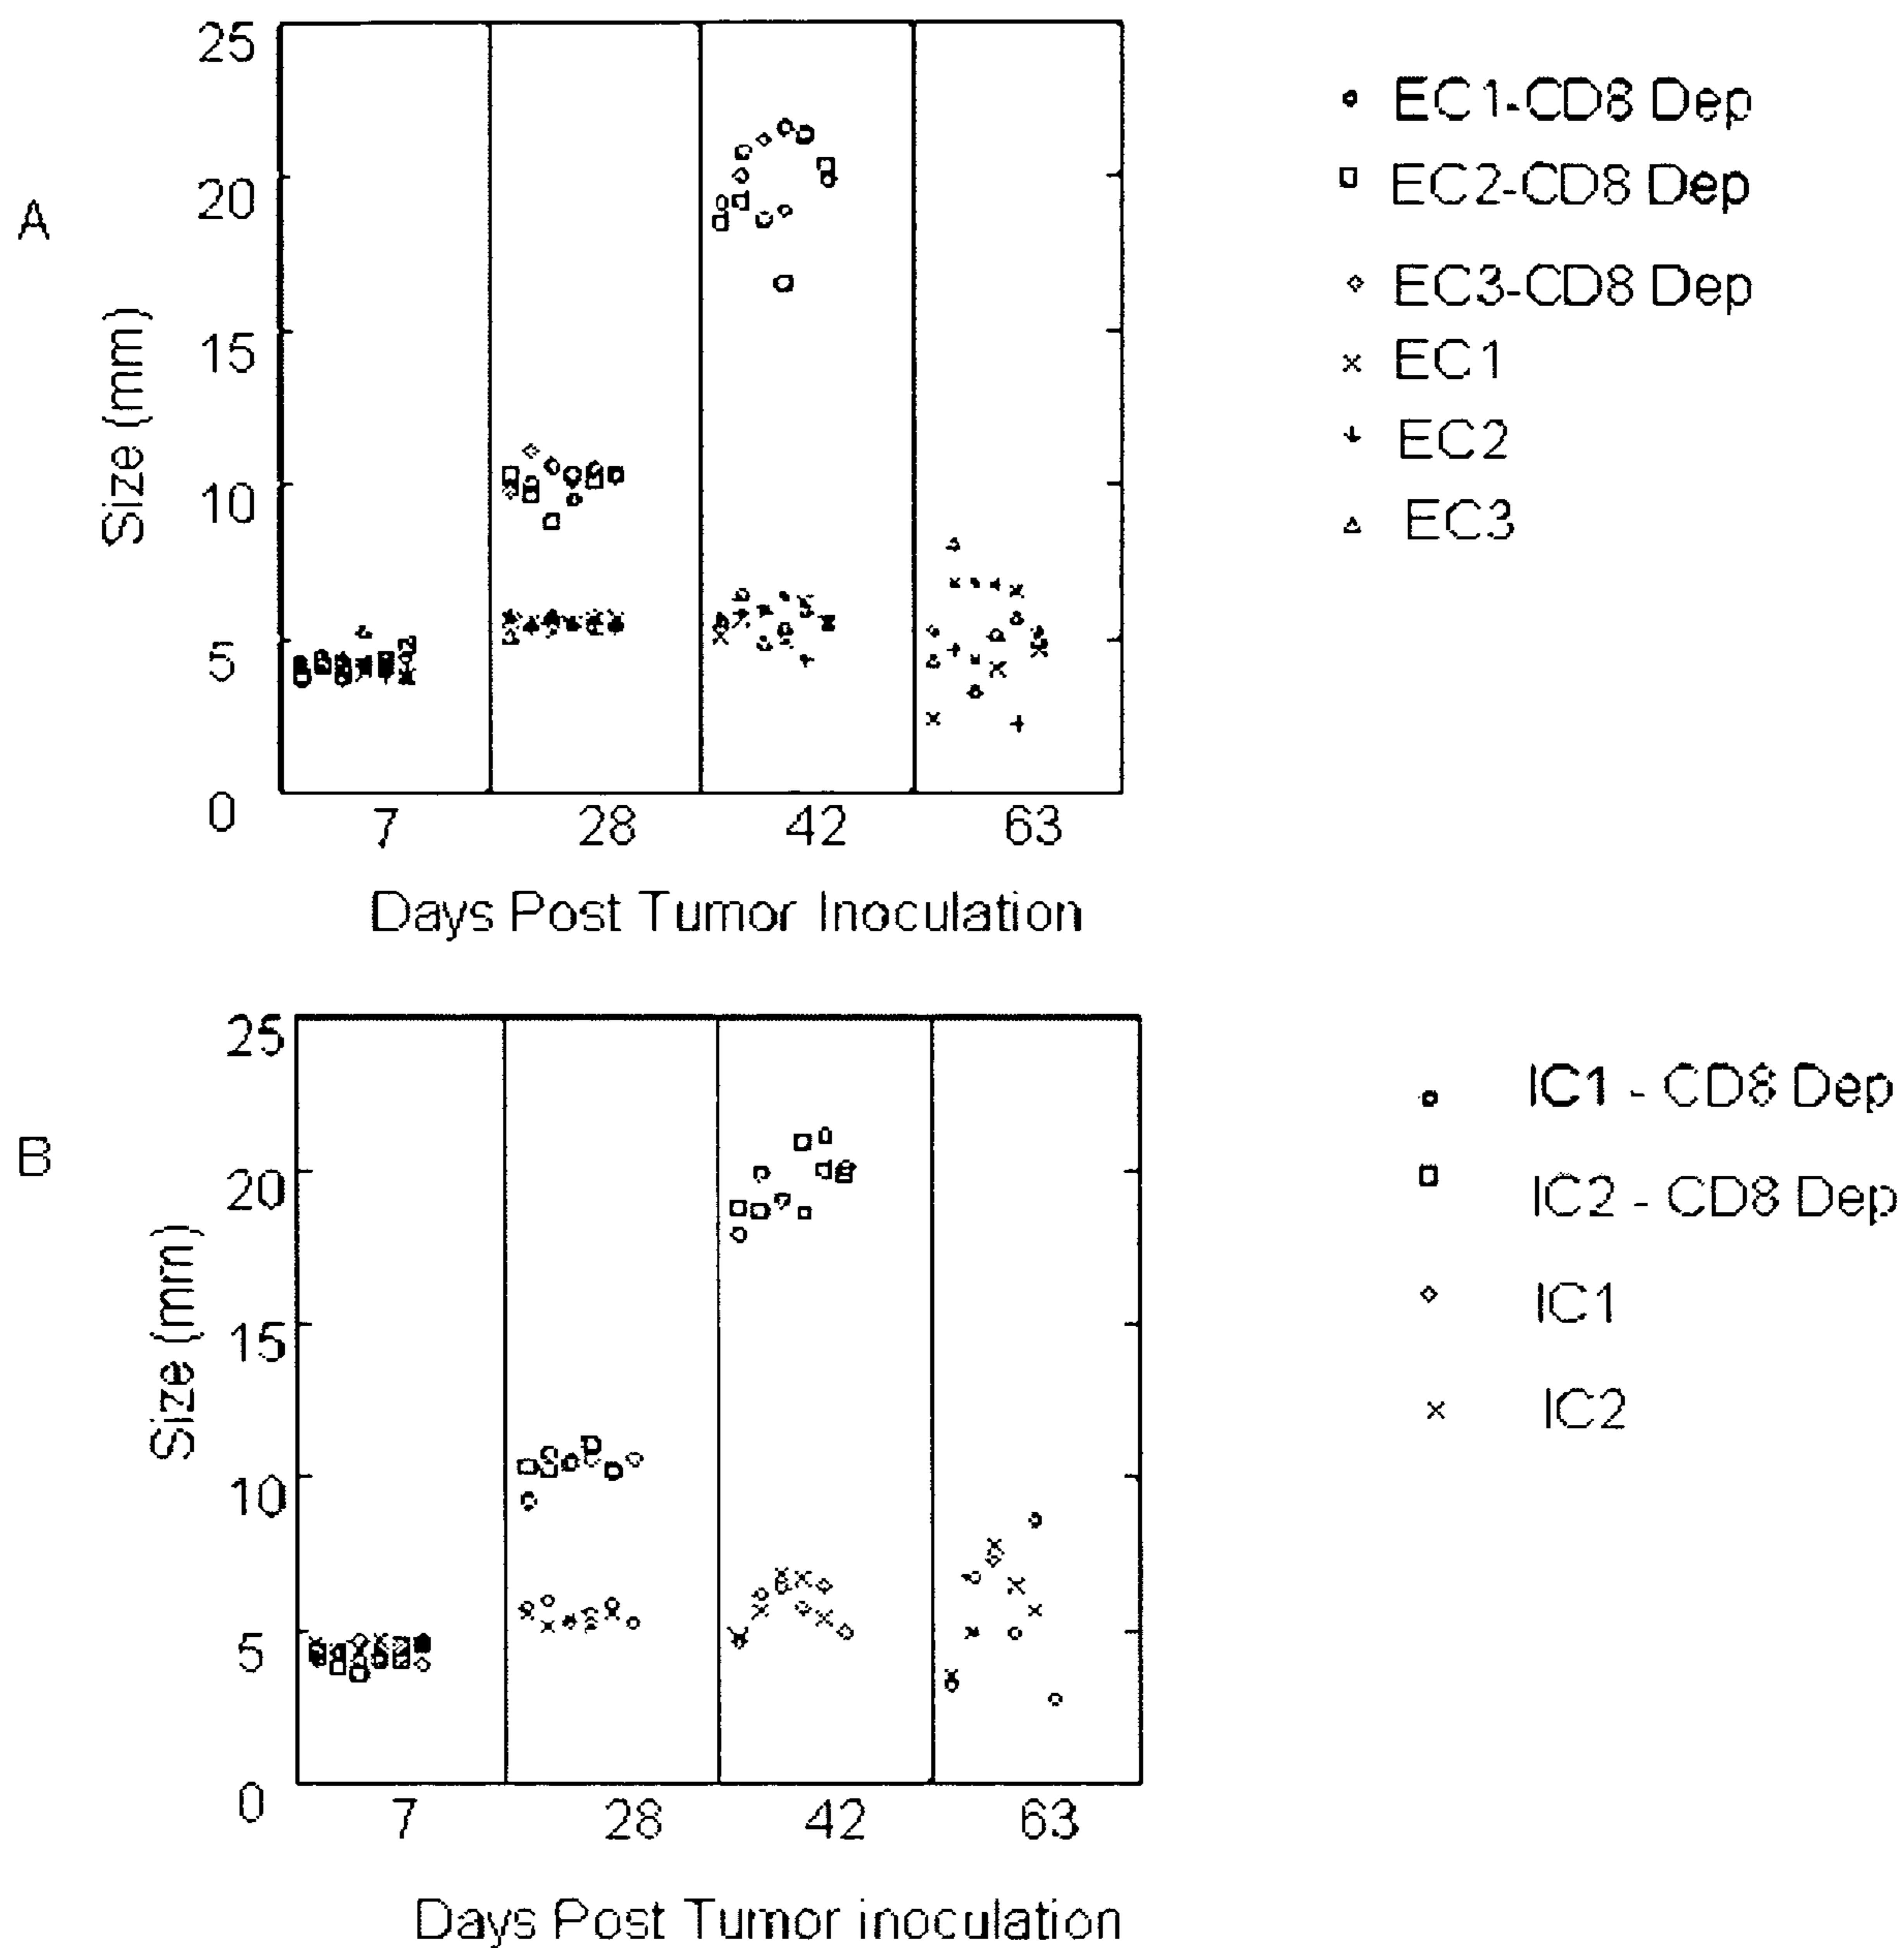 A
Size (mm)
25
20
15
10
5
0
7 28 42 63
Days Post Tumor Inoculation
EC1-CD8 Dep
EC2-CD8 Dep
EC3-CD8 Dep
EC1
EC2
EC3
B
Size (mm)
25
20
15
10
5
0
7 28 42 63
Days Post Tumor inoculation
IC1 - CD8 Dep
IC2 - CD8 Dep
IC1
IC2